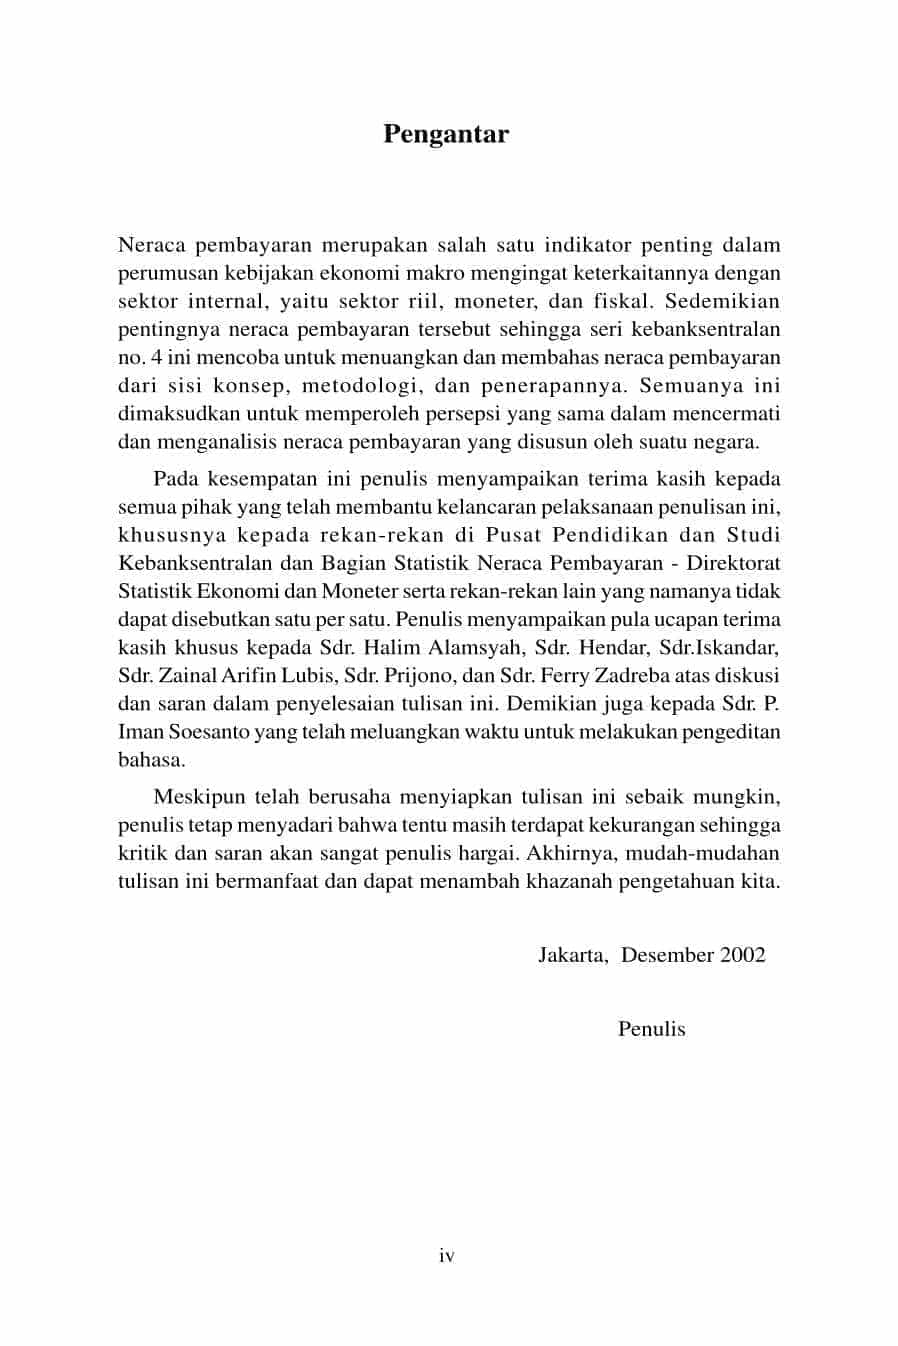 Pengantar
Neraca pembayaran merupakan salah satu indikator penting dalam
perumusan kebijakan ekonomi makro mengingat keterkaitannya dengan
sektor internal, yaitu sektor riil, moneter, dan fiskal. Sedemikian
pentingnya neraca pembayaran tersebut sehingga seri kebanksentralan
no. 4 ini mencoba untuk menuangkan dan membahas neraca pembayaran
dari sisi konsep, metodologi, dan penerapannya. Semuanya ini
dimaksudkan untuk memperoleh persepsi yang sama dalam mencermati
dan menganalisis neraca pembayaran yang disusun oleh suatu negara.
Pada kesempatan ini penulis menyampaikan terima kasih kepada
semua pihak yang telah membantu kelancaran pelaksanaan penulisan ini,
khususnya kepada rekan-rekan di Pusat Pendidikan dan Studi
Kebanksentralan dan Bagian Statistik Neraca Pembayaran - Direktorat
Statistik Ekonomi dan Moneter serta rekan-rekan lain yang namanya tidak
dapat disebutkan satu per satu. Penulis menyampaikan pula ucapan terima
kasih khusus kepada Sdr. Halim Alamsyah, Sdr. Hendar, Sdr.Iskandar,
Sdr. Zainal Arifin Lubis, Sdr. Prijono, dan Sdr. Ferry Zadreba atas diskusi
dan saran dalam penyelesaian tulisan ini. Demikian juga kepada Sdr. P.
Iman Soesanto yang telah meluangkan waktu untuk melakukan pengeditan
bahasa.
Meskipun telah berusaha menyiapkan tulisan ini sebaik mungkin,
penulis tetap menyadari bahwa tentu masih terdapat kekurangan sehingga
kritik dan saran akan sangat penulis hargai. Akhirnya, mudah-mudahan
tulisan ini bermanfaat dan dapat menambah khazanah pengetahuan kita.
Jakarta, Desember 2002
Penulis
iv